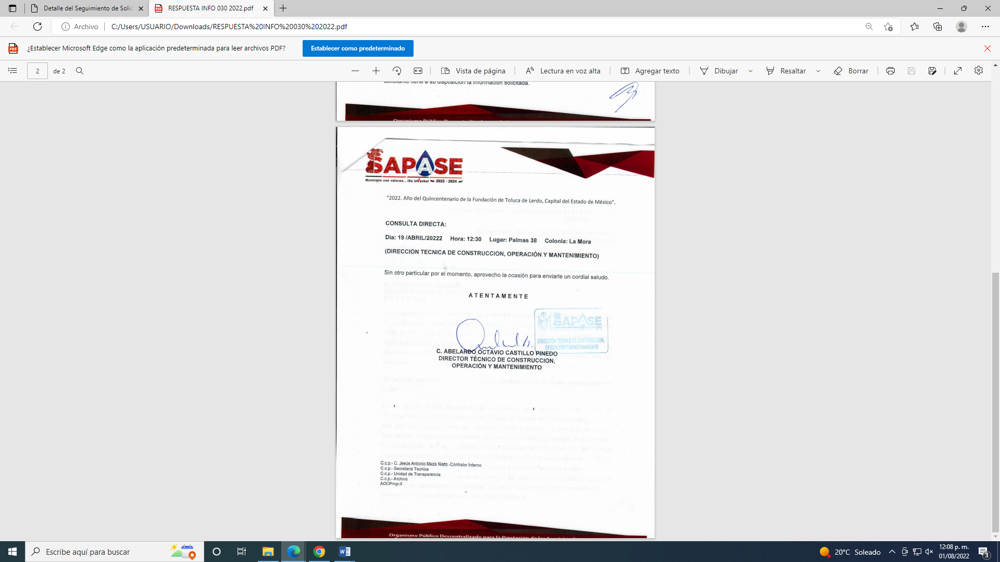 Detalle del Seguimiento de Solic
RESPUESTA INFO 030 2022.pdf
Archivo
C:/Users/USUARIO/Downloads/RESPUESTA%20INFO%20030%202022.pdf
¿Establecer Microsoft Edge como la aplicación predeterminada para leer archivos PDF?
Establecer como predeterminado
2 de 2
Vista de página
Lectura en voz alta
Agregar texto
Dibujar
Resaltar
Borrar
solicitante tiene a su disposición la información solicitada.
SAPASE
Municipio con valores... ¡Se levanta! 2022 - 2024
“2022. Año del Quincentenario de la Fundación de Toluca de Lerdo, Capital del Estado de México”.
CONSULTA DIRECTA:
Dia: 19 /ABRIL/20222 Hora: 12:30 Lugar: Palmas 38 Colonia: La Mora
(DIRECCION TECNICA DE CONSTRUCCION, OPERACIÓN Y MANTENIMIENTO)
Sin otro particular por el momento, aprovecho la ocasión para enviarle un cordial saludo.
A T E N T A M E N T E
SAPASE
DIRECCIÓN TÉCNICA DE CONSTRUCCIÓN,
OPERACIÓN Y MANTENIMIENTO
C. ABELARDO OCTAVIO CASTILLO PINEDO
DIRECTOR TÉCNICO DE CONSTRUCCION,
OPERACIÓN Y MANTENIMIENTO
C.c.p.- C. Jesús Antonio Meza Nieto.-Contralor Interno
C.c.p.- Secretaria Tecnica
C.c.p.- Unidad de Transparencia
C.c.p.- Archivo
AOCP/ngr
Organismo Público Descentralizado para la Prestación de los Servicios de
Escribe aquí para buscar
20°C Soleado
12:08 p. m.
01/08/2022
3